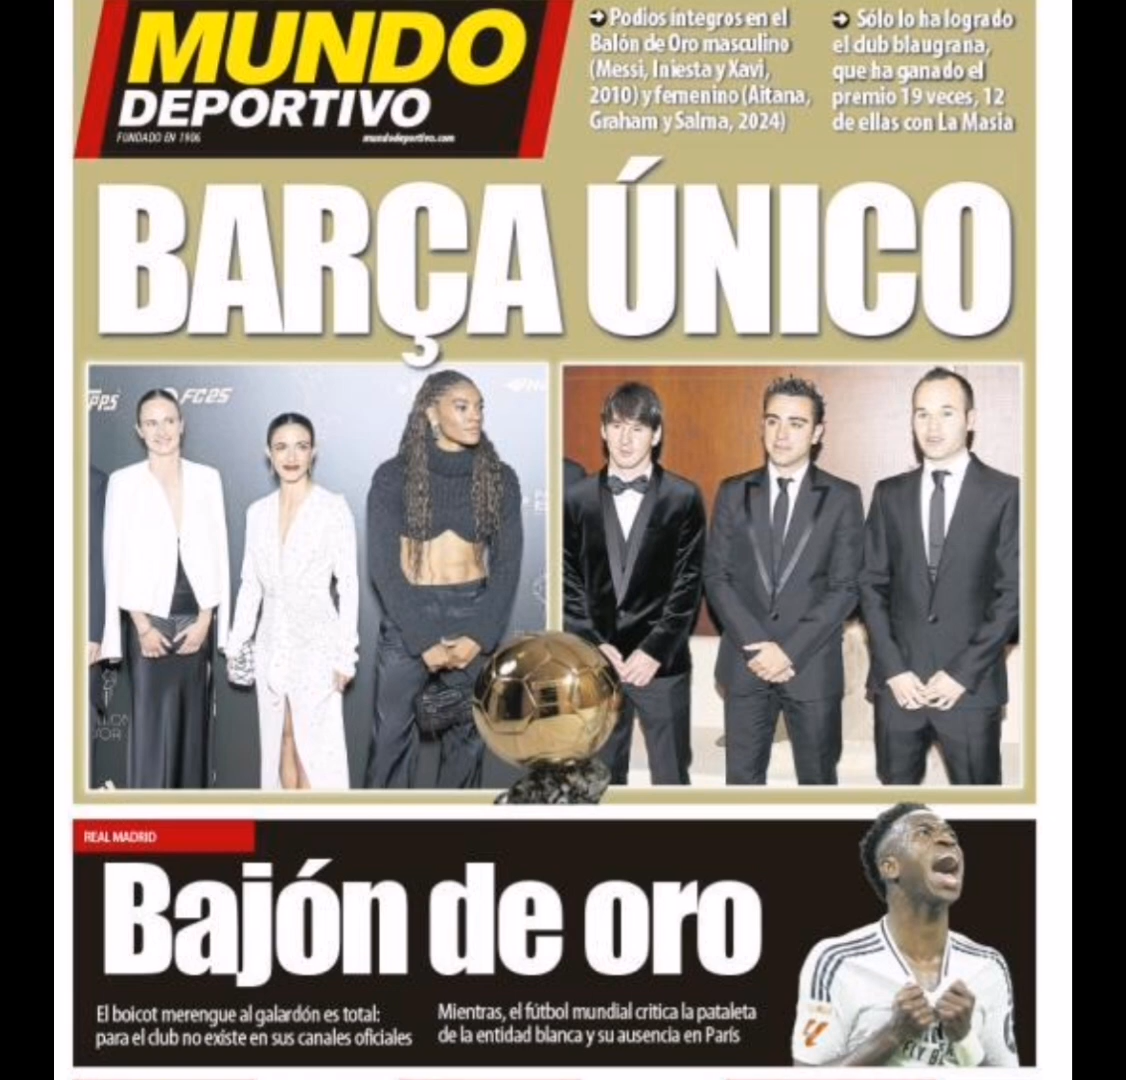 MUNDO
DEPORTIVO
FUNDADO EN 1906
mundodeportivo.com
➔ Podios íntegros en el
Balón de Oro masculino
(Messi, Iniesta y Xavi,
2010) y femenino (Aitana,
Graham y Salma, 2024)
➔ Sólo lo ha logrado
el club blaugrana,
que ha ganado el
premio 19 veces, 12
de ellas con La Masia
BARÇA ÚNICO
PPS
FC25
REAL MADRID
Bajón de oro
El boicot merengue al galardón es total:
para el club no existe en sus canales oficiales
Mientras, el fútbol mundial critica la pataleta
de la entidad blanca y su ausencia en París
FLY